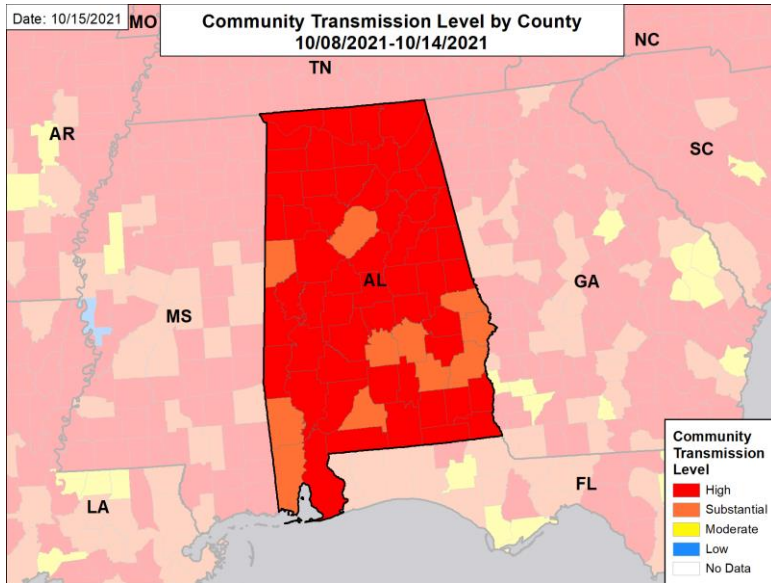 Date: 10/15/2021
Community Transmission Level by County
10/08/2021-10/14/2021
MO
NC
TN
AR
SC
AL
GA
MS
LA
FL
Community
Transmission
Level
High
Substantial
Moderate
Low
No Data